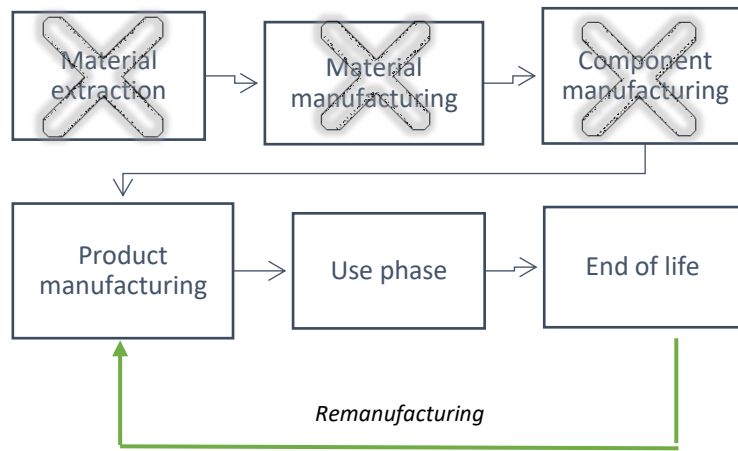 Material
extraction
Material
manufacturing
Component
manufacturing
Product
manufacturing
Use phase
End of life
Remanufacturing